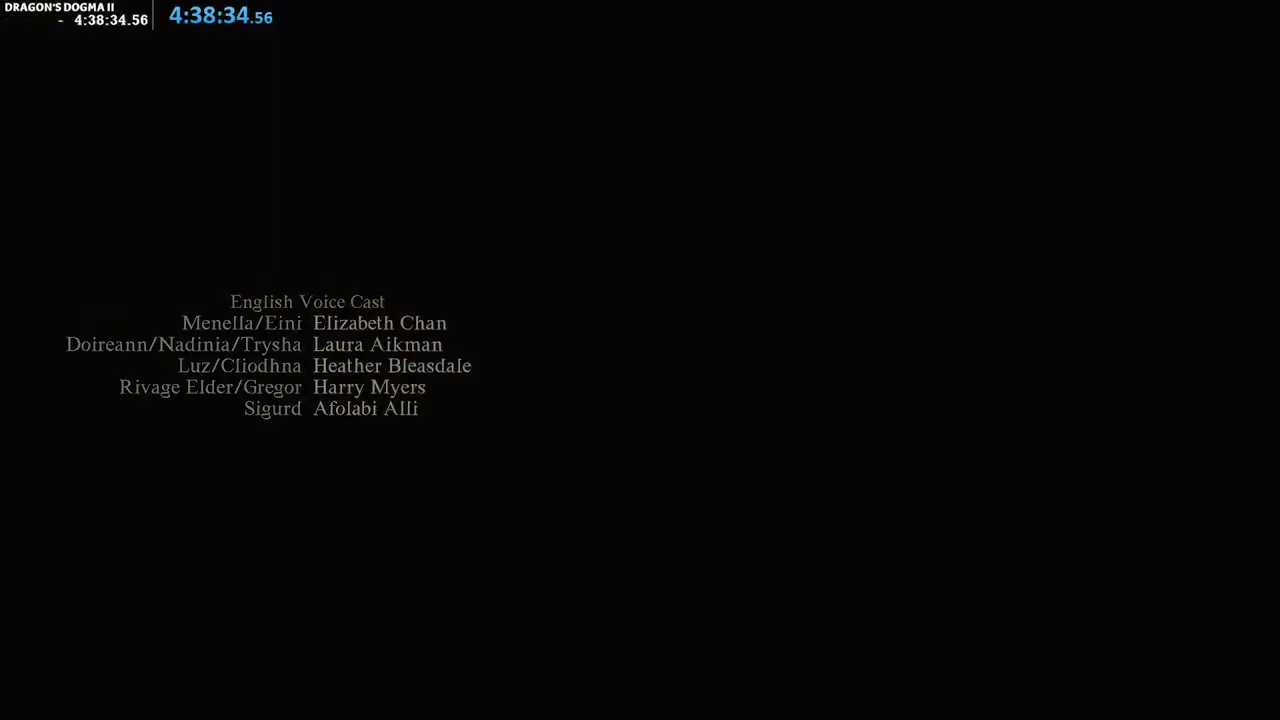 DRAGON'S DOGMA II
- 4:38:34.56
4:38:34.56
English Voice Cast
Menella/Eini Elizabeth Chan
Doireann/Nadinia/Trysha Laura Aikman
Luz/Cliodhna Heather Bleasdale
Rivage Elder/Gregor Harry Myers
Sigurd Afolabi Alli